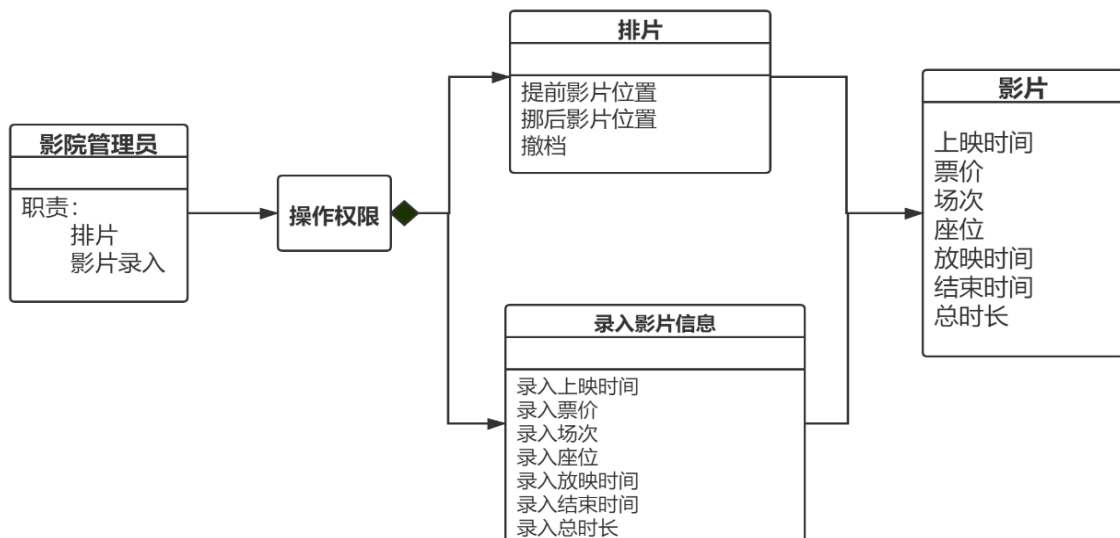 影院管理员
职责：
排片
影片录入
操作权限
排片
提前影片位置
挪后影片位置
撤档
录入影片信息
录入上映时间
录入票价
录入场次
录入座位
录入放映时间
录入结束时间
录入总时长
影片
上映时间
票价
场次
座位
放映时间
结束时间
总时长